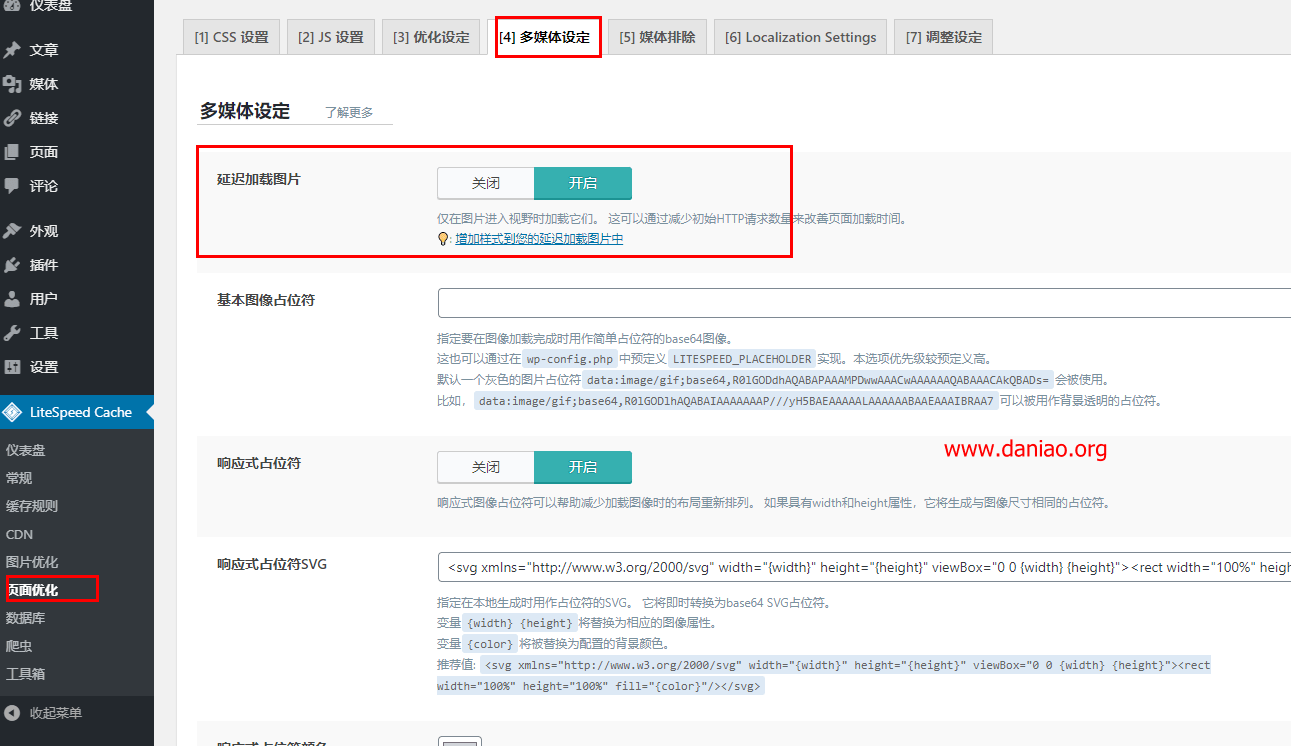 仪表盘
文章
媒体
链接
页面
评论
外观
插件
用户
工具
设置
LiteSpeed Cache
仪表盘
常规
缓存规则
CDN
图片优化
页面优化
数据库
爬虫
工具箱
收起菜单
[1] CSS 设置
[2] JS 设置
[3] 优化设定
[4] 多媒体设定
[5] 媒体排除
[6] Localization Settings
[7] 调整设定
多媒体设定 了解更多
延迟加载图片
关闭 开启
仅在图片进入视野时加载它们。 这可以通过减少初始HTTP请求数量来改善页面加载时间。
: 增加样式到您的延迟加载图片中
基本图像占位符
指定要在图像加载完成时用作简单占位符的base64图像。
这也可以通过在 wp-config.php 中预定义 LITESPEED_PLACEHOLDER 实现。本选项优先级较预定义高。
默认一个灰色的图片占位符 data:image/gif;base64,R0lGODdhAQABAPAAAMPDwwAAACwAAAAAAQABAAACAkQBADs= 会被使用。
比如， data:image/gif;base64,R0lGODlhAQABAIAAAAAAAP///yH5BAEAAAAALAAAAAABAAEAAAIBRAA7 可以被用作背景透明的占位符。
www.daniao.org
响应式占位符
关闭 开启
响应式图像占位符可以帮助减少加载图像时的布局重新排列。 如果具有width和height属性，它将生成与图像尺寸相同的占位符。
响应式占位符SVG
<svg xmlns="http://www.w3.org/2000/svg" width="{width}" height="{height}" viewBox="0 0 {width} {height}"><rect width="100%" heigh
指定在本地生成时用作占位符的SVG。 它将即时转换为base64 SVG占位符。
变量 {width} {height} 将替换为相应的图像属性。
变量 {color} 将被替换为配置的背景颜色。
推荐值: <svg xmlns="http://www.w3.org/2000/svg" width="{width}" height="{height}" viewBox="0 0 {width} {height}"><rect
width="100%" height="100%" fill="{color}"/></svg>
响应式占位符颜色